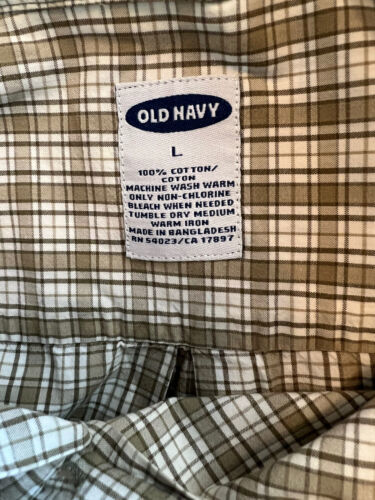 OLD NAVY
L
100% COTTON/
COTON
MACHINE WASH WARM
ONLY NON-CHLORINE
BLEACH WHEN NEEDED
TUMBLE DRY MEDIUM
WARM IRON
MADE IN BANGLADESH
RN 54023/CA 17897